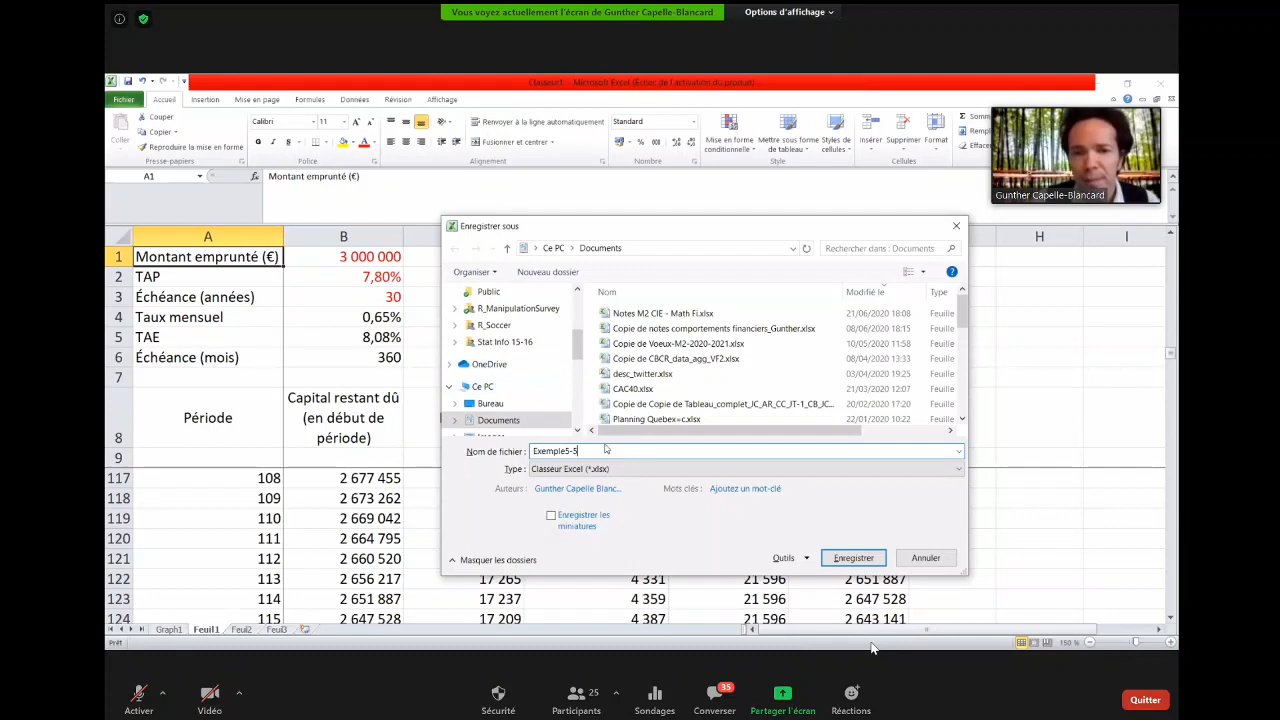 Vous voyez actuellement l'écran de Gunther Capelle-Blancard
Options d'affichage
Classeur1 - Microsoft Excel (Échec de l'activation du produit)
Fichier Accueil Insertion Mise en page Formules Données Révision Affichage
Coller
Couper
Copier
Reproduire la mise en forme
Presse-papiers
Calibri 11
G I S
Police
Renvoyer à la ligne automatiquement
Fusionner et centrer
Alignement
Standard
% 000
Nombre
Mise en forme conditionnelle
Mettre sous forme de tableau
Styles de cellules
Style
Insérer Supprimer Format
Cellules
Somm
Rempl
Efface
Gunther Capelle-Blancard
A1 fx Montant emprunté (€)
A B H I
1 Montant emprunté (€) 3 000 000
2 TAP 7,80%
3 Échéance (années) 30
4 Taux mensuel 0,65%
5 TAE 8,08%
6 Échéance (mois) 360
7
8 Période Capital restant dû (en début de période)
9
117 108 2 677 455
118 109 2 673 262
119 110 2 669 042
120 111 2 664 795
121 112 2 660 520
122 113 2 656 217 17 265 4 331 21 596 2 651 887
123 114 2 651 887 17 237 4 359 21 596 2 647 528
124 115 2 647 528 17 209 4 387 21 596 2 643 141
Enregistrer sous
Ce PC Documents
Rechercher dans : Documents
Organiser Nouveau dossier
Public
R_ManipulationSurvey
R_Soccer
Stat Info 15-16
OneDrive
Ce PC
Bureau
Documents
Nom Modifié le Type
Notes M2 CIE - Math Fi.xlsx 21/06/2020 18:08 Feuille
Copie de notes comportements financiers_Gunther.xlsx 08/06/2020 18:15 Feuille
Copie de Voeux-M2-2020-2021.xlsx 10/05/2020 11:58 Feuille
Copie de CBCR_data_agg_VF2.xlsx 08/04/2020 13:33 Feuille
desc_twitter.xlsx 03/04/2020 19:25 Feuille
CAC40.xlsx 21/03/2020 12:07 Feuille
Copie de Copie de Tableau_complet_JC_AR_CC_JT-1_CB_JC... 20/02/2020 17:20 Feuille
Planning Quebex=c.xlsx 22/01/2020 10:22 Feuille
Nom de fichier : Exemple5-5
Type : Classeur Excel (*.xlsx)
Auteurs : Gunther Capelle Blanc... Mots clés : Ajoutez un mot-clé
Enregistrer les miniatures
Masquer les dossiers
Outils Enregistrer Annuler
Graph1 Feuil1 Feuil2 Feuil3
Prêt
150 %
Activer
Vidéo
Sécurité
25
Participants
Sondages
35
Converser
Partager l'écran
Réactions
Quitter